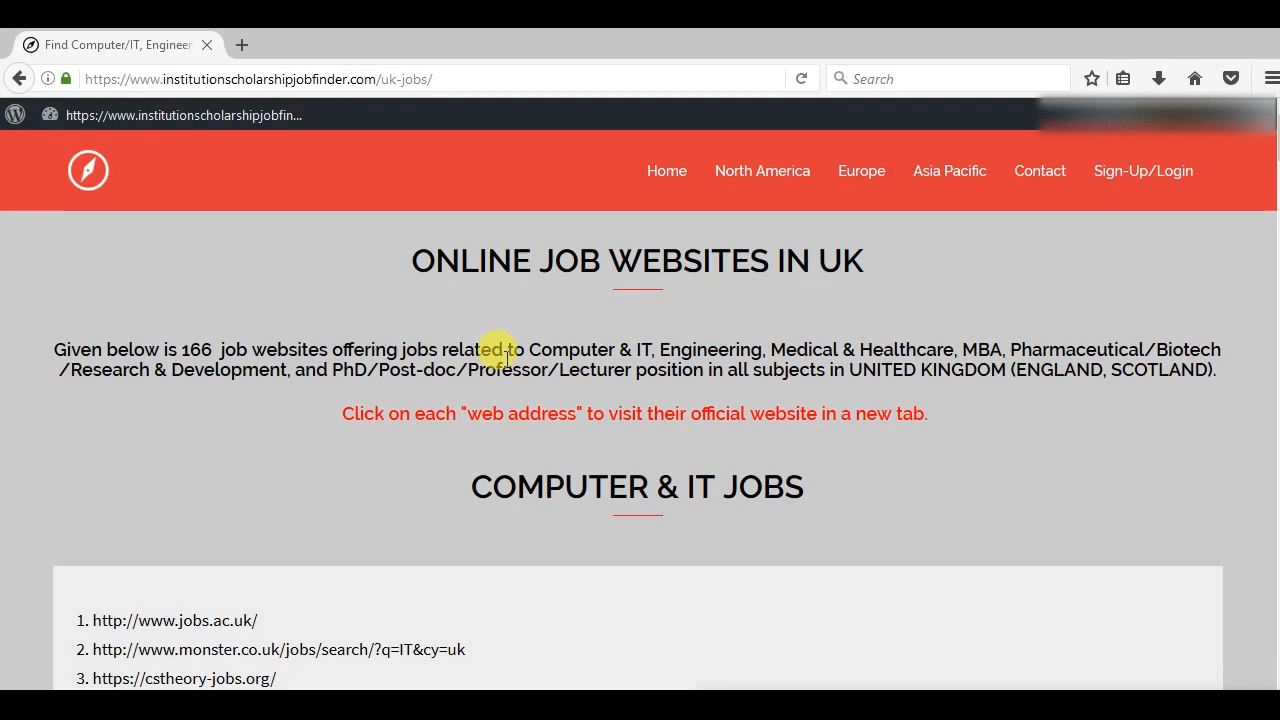 Find Computer/IT, Engineer
https://www.institutionscholarshipjobfinder.com/uk-jobs/
Search
https://www.institutionscholarshipjobfin...
Home
North America
Europe
Asia Pacific
Contact
Sign-Up/Login
ONLINE JOB WEBSITES IN UK
Given below is 166 job websites offering jobs related to Computer & IT, Engineering, Medical & Healthcare, MBA, Pharmaceutical/Biotech
/Research & Development, and PhD/Post-doc/Professor/Lecturer position in all subjects in UNITED KINGDOM (ENGLAND, SCOTLAND).
Click on each "web address" to visit their official website in a new tab.
COMPUTER & IT JOBS
1. http://www.jobs.ac.uk/
2. http://www.monster.co.uk/jobs/search/?q=IT&cy=uk
3. https://cstheory-jobs.org/